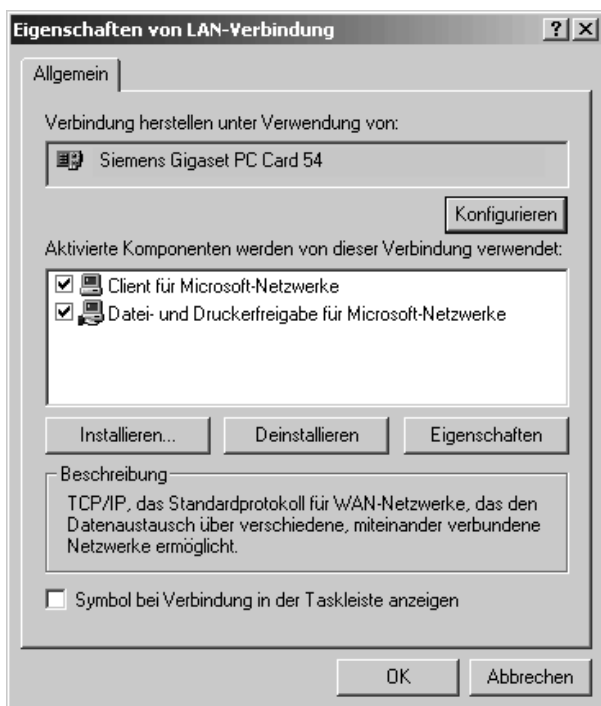 Eigenschaften von LAN-Verbindung
Allgemein
Verbindung herstellen unter Verwendung von:
Siemens Gigaset PC Card 54
Konfigurieren
Aktivierte Komponenten werden von dieser Verbindung verwendet:
Client für Microsoft-Netzwerke
Datei- und Druckerfreigabe für Microsoft-Netzwerke
Installieren... Deinstallieren Eigenschaften
Beschreibung
TCP/IP, das Standardprotokoll für WAN-Netzwerke, das den
Datenaustausch über verschiedene, miteinander verbundene
Netzwerke ermöglicht.
Symbol bei Verbindung in der Taskleiste anzeigen
OK Abbrechen